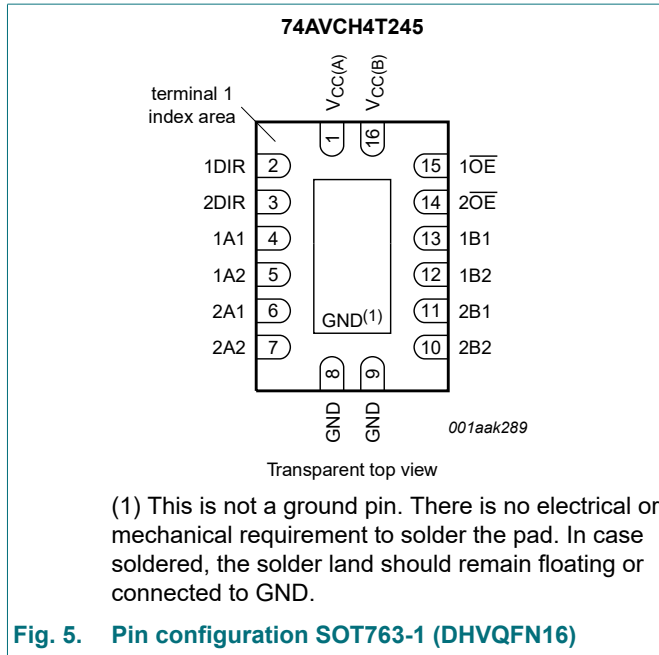 74AVCH4T245
terminal 1
index area
VCC(A)
VCC(B)
1
16
1DIR 2
15 1OE
2DIR 3
14 2OE
1A1 4
13 1B1
1A2 5
12 1B2
2A1 6
11 2B1
GND(1)
2A2 7
10 2B2
8
9
GND
GND
001aak289
Transparent top view
(1) This is not a ground pin. There is no electrical or
mechanical requirement to solder the pad. In case
soldered, the solder land should remain floating or
connected to GND.
Fig. 5. Pin configuration SOT763-1 (DHVQFN16)